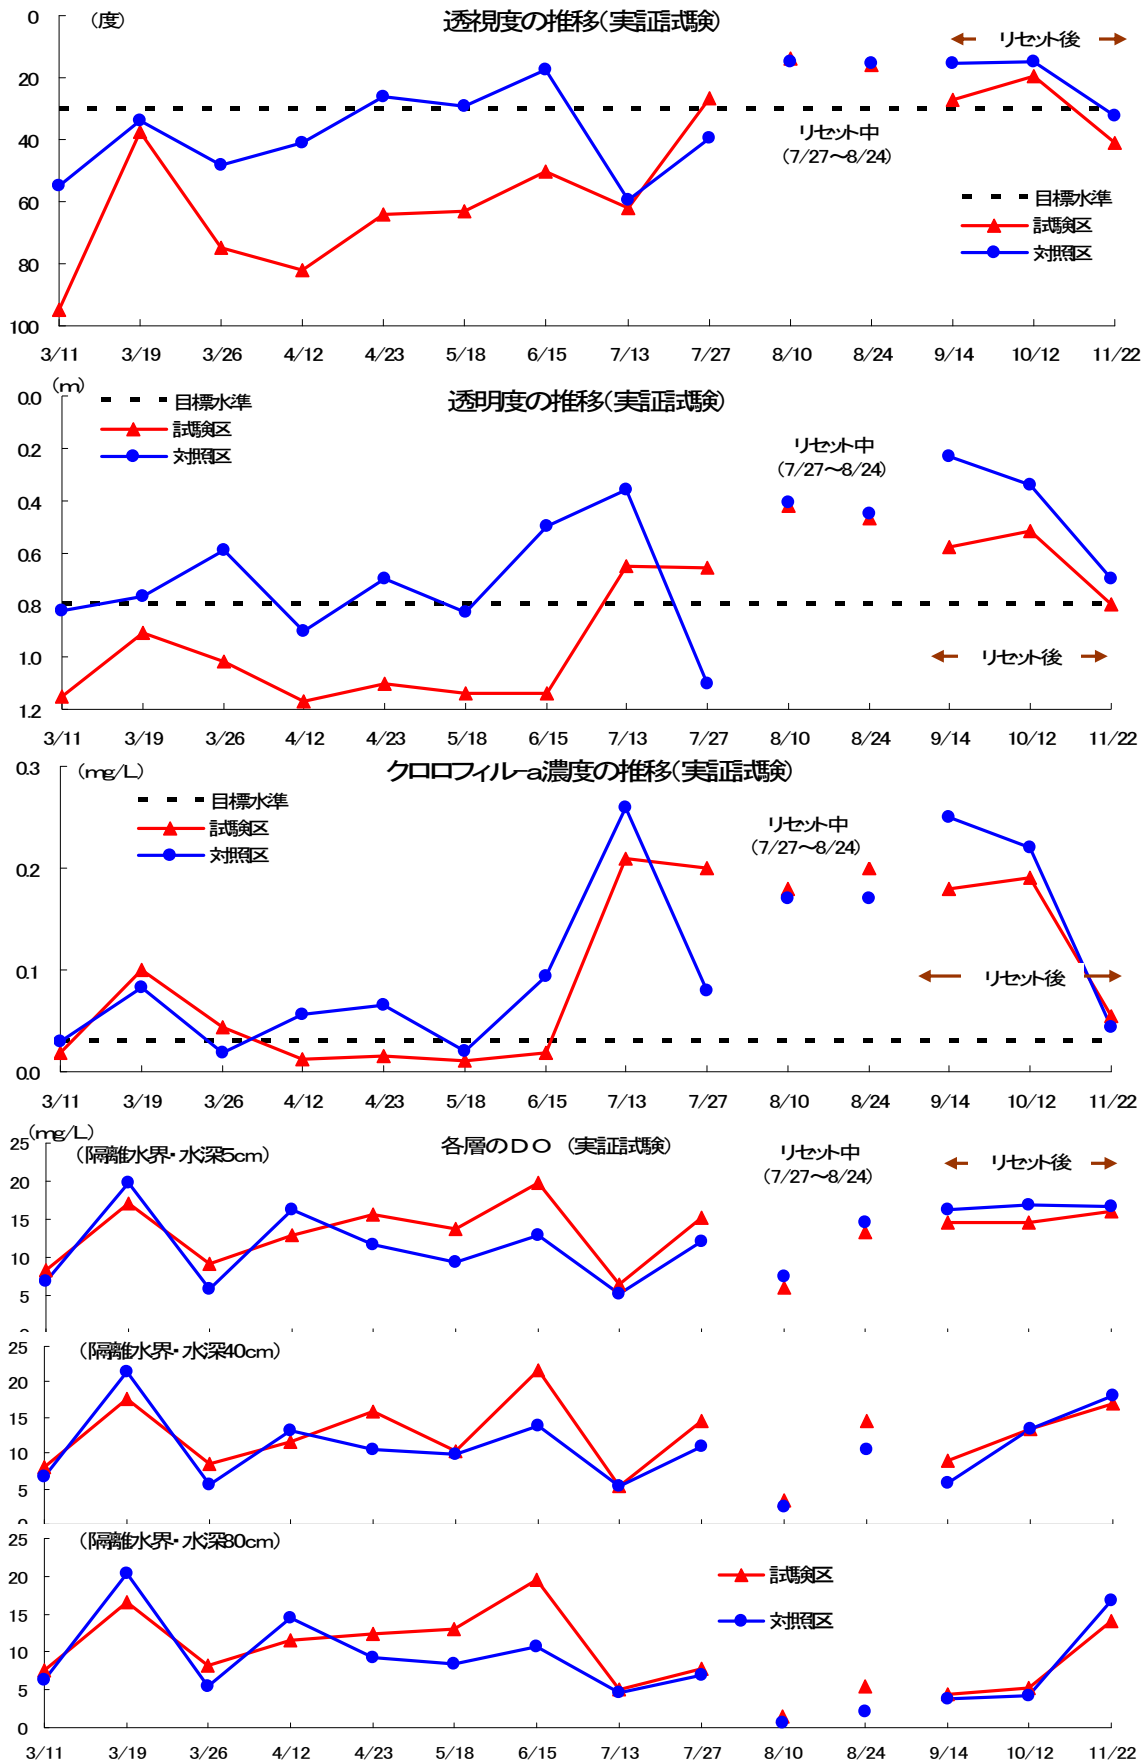 透視度の推移(実証試験)
(度)
0
20
40
60
80
100
リセット後
リセット中
(7/27～8/24)
目標水準
試験区
対照区
3/11 3/19 3/26 4/12 4/23 5/18 6/15 7/13 7/27 8/10 8/24 9/14 10/12 11/22
(m)
透明度の推移(実証試験)
0.0
0.2
0.4
0.6
0.8
1.0
1.2
目標水準
試験区
対照区
リセット中
(7/27～8/24)
リセット後
3/11 3/19 3/26 4/12 4/23 5/18 6/15 7/13 7/27 8/10 8/24 9/14 10/12 11/22
(mg/L)
クロロフィル-a濃度の推移(実証試験)
0.3
0.2
0.1
0.0
目標水準
試験区
対照区
リセット中
(7/27～8/24)
リセット後
3/11 3/19 3/26 4/12 4/23 5/18 6/15 7/13 7/27 8/10 8/24 9/14 10/12 11/22
(mg/L)
各層のDO (実証試験)
(隔離水界・水深5cm)
リセット中
(7/27～8/24)
リセット後
25
20
15
10
5
(隔離水界・水深40cm)
25
20
15
10
5
(隔離水界・水深80cm)
25
20
15
10
5
0
試験区
対照区
3/11 3/19 3/26 4/12 4/23 5/18 6/15 7/13 7/27 8/10 8/24 9/14 10/12 11/22